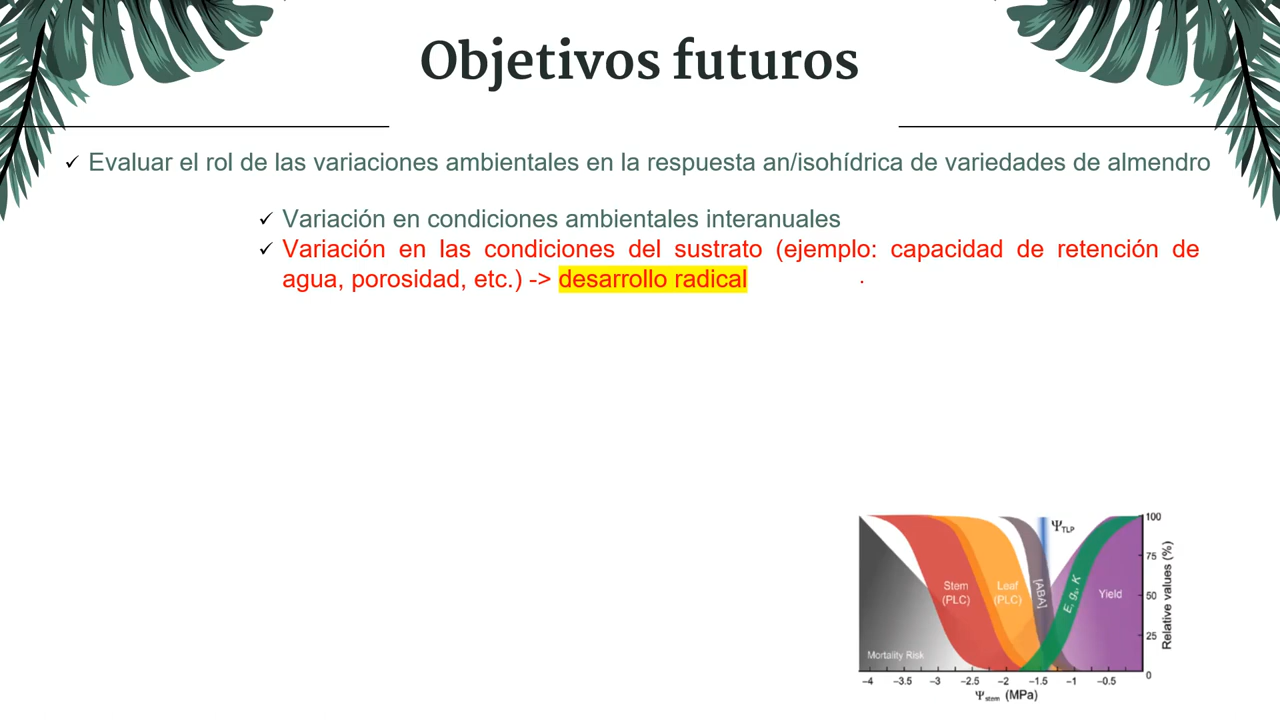 Objetivos futuros
✓ Evaluar el rol de las variaciones ambientales en la respuesta an/isohídrica de variedades de almendro
✓ Variación en condiciones ambientales interanuales
✓ Variación en las condiciones del sustrato (ejemplo: capacidad de retención de
agua, porosidad, etc.) -> desarrollo radical
ΨTLP
Stem
(PLC)
Leaf
(PLC)
[ABA]
E, gs, K
Yield
Mortality Risk
100
75
50
25
0
Relative values (%)
−4 −3.5 −3 −2.5 −2 −1.5 −1 −0.5
Ψstem (MPa)